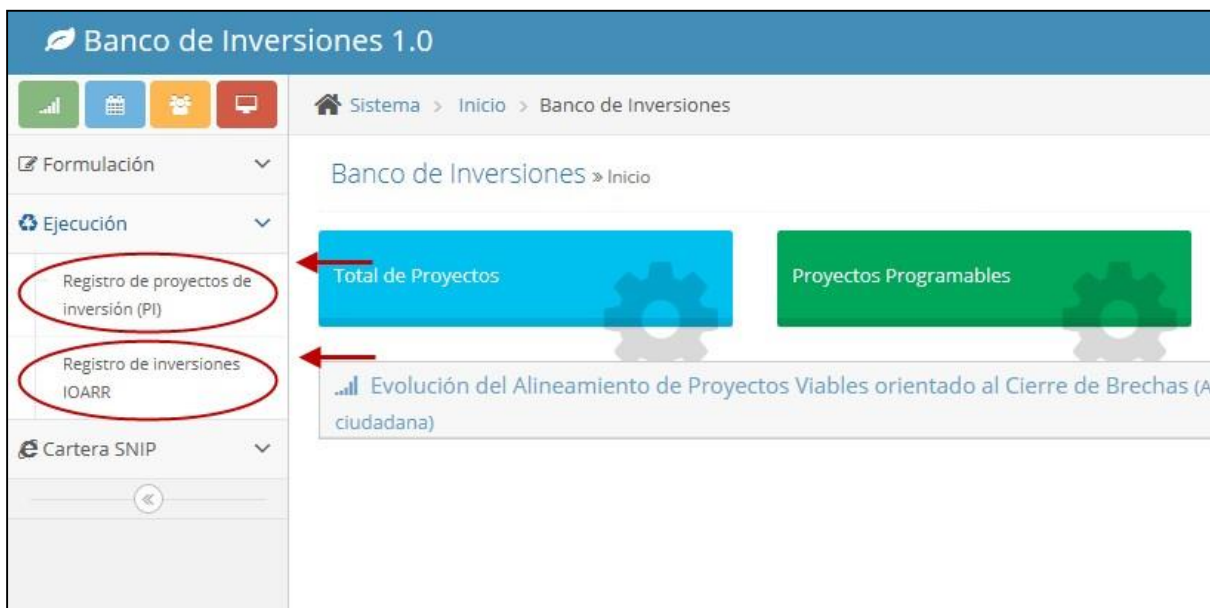 Banco de Inversiones 1.0
Sistema > Inicio > Banco de Inversiones
Formulación
Banco de Inversiones » Inicio
Ejecución
Registro de proyectos de
inversión (PI)
Registro de inversiones
IOARR
Cartera SNIP
Total de Proyectos
Proyectos Programables
Evolución del Alineamiento de Proyectos Viables orientado al Cierre de Brechas (A
ciudadana)